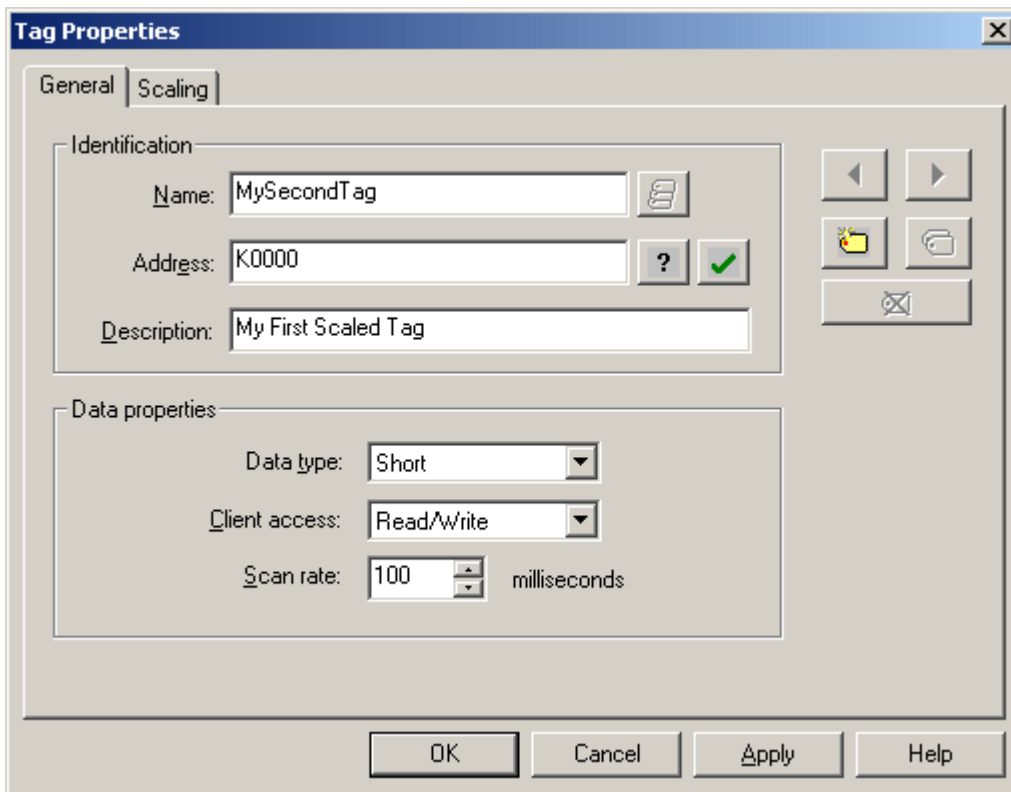 Tag Properties
General Scaling
Identification
Name: MySecondTag
Address: K0000 ?
Description: My First Scaled Tag
Data properties
Data type: Short
Client access: Read/Write
Scan rate: 100 milliseconds
OK Cancel Apply Help